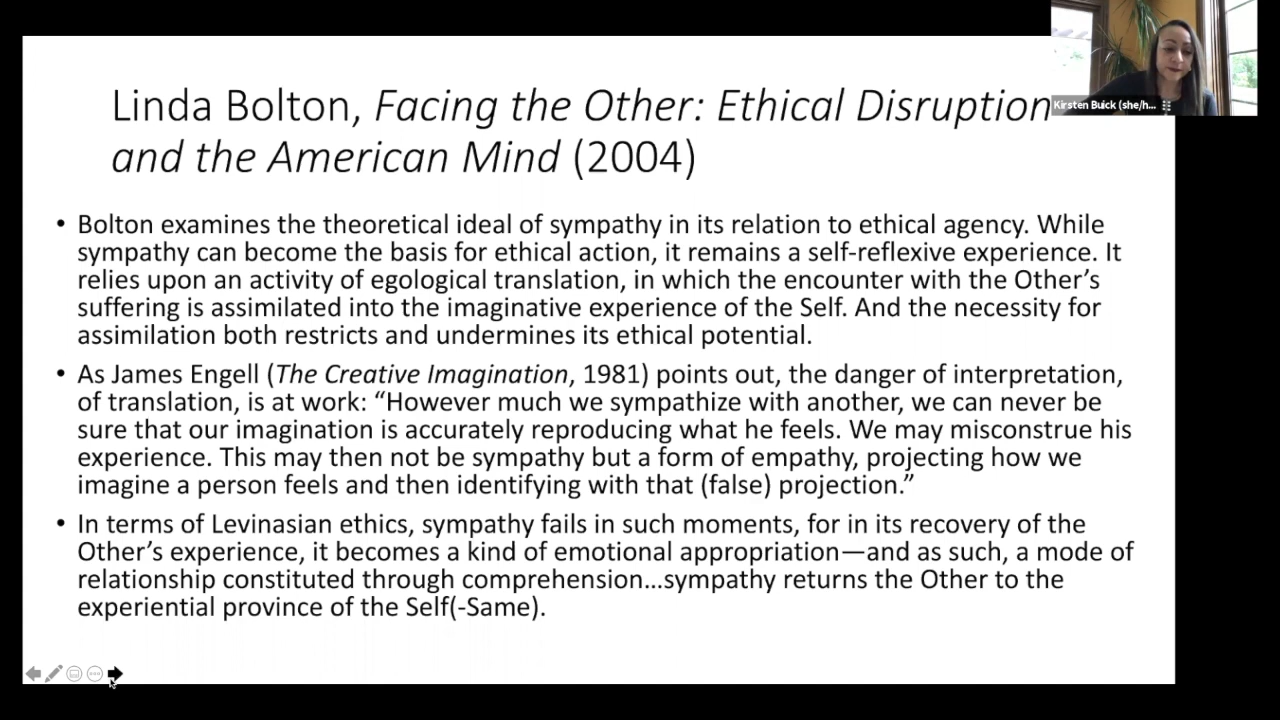 Linda Bolton, Facing the Other: Ethical Disruption
and the American Mind (2004)
Kirsten Buick (she/h...
• Bolton examines the theoretical ideal of sympathy in its relation to ethical agency. While
sympathy can become the basis for ethical action, it remains a self-reflexive experience. It
relies upon an activity of egological translation, in which the encounter with the Other’s
suffering is assimilated into the imaginative experience of the Self. And the necessity for
assimilation both restricts and undermines its ethical potential.
• As James Engell (The Creative Imagination, 1981) points out, the danger of interpretation,
of translation, is at work: “However much we sympathize with another, we can never be
sure that our imagination is accurately reproducing what he feels. We may misconstrue his
experience. This may then not be sympathy but a form of empathy, projecting how we
imagine a person feels and then identifying with that (false) projection.”
• In terms of Levinasian ethics, sympathy fails in such moments, for in its recovery of the
Other’s experience, it becomes a kind of emotional appropriation—and as such, a mode of
relationship constituted through comprehension…sympathy returns the Other to the
experiential province of the Self(-Same).